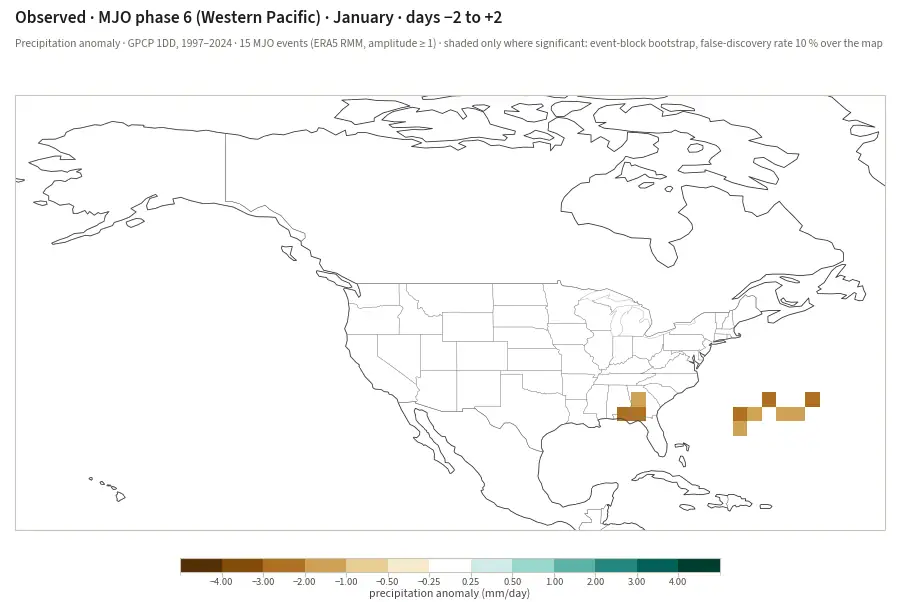 Observed · MJO phase 6 (Western Pacific) · January · days −2 to +2
Precipitation anomaly · GPCP 1DD, 1997–2024 · 15 MJO events (ERA5 RMM, amplitude ≥ 1) · shaded only where significant: event-block bootstrap, false-discovery rate 10 % over the map
−4.00 −3.00 −2.00 −1.00 −0.50 −0.25 0.25 0.50 1.00 2.00 3.00 4.00
precipitation anomaly (mm/day)